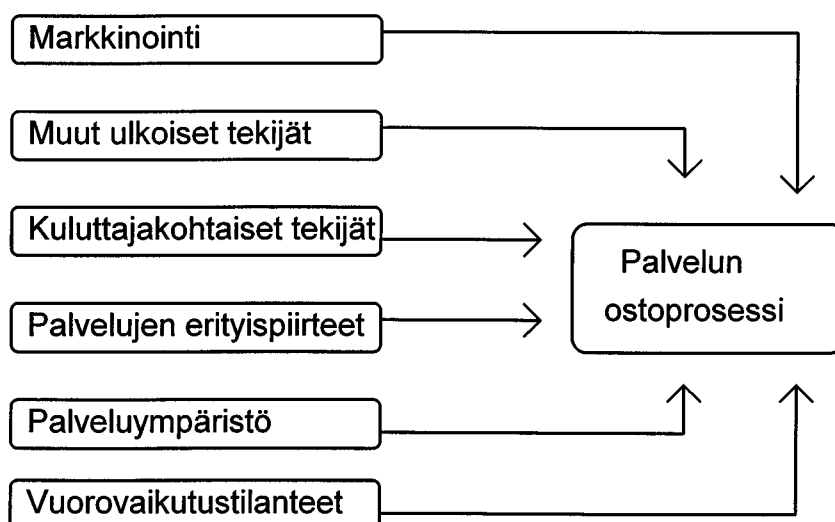 Markkinointi
Muut ulkoiset tekijät
Kuluttajakohtaiset tekijät
Palvelujen erityispiirteet
Palveluympäristö
Vuorovaikutustilanteet
Palvelun
ostoprosessi